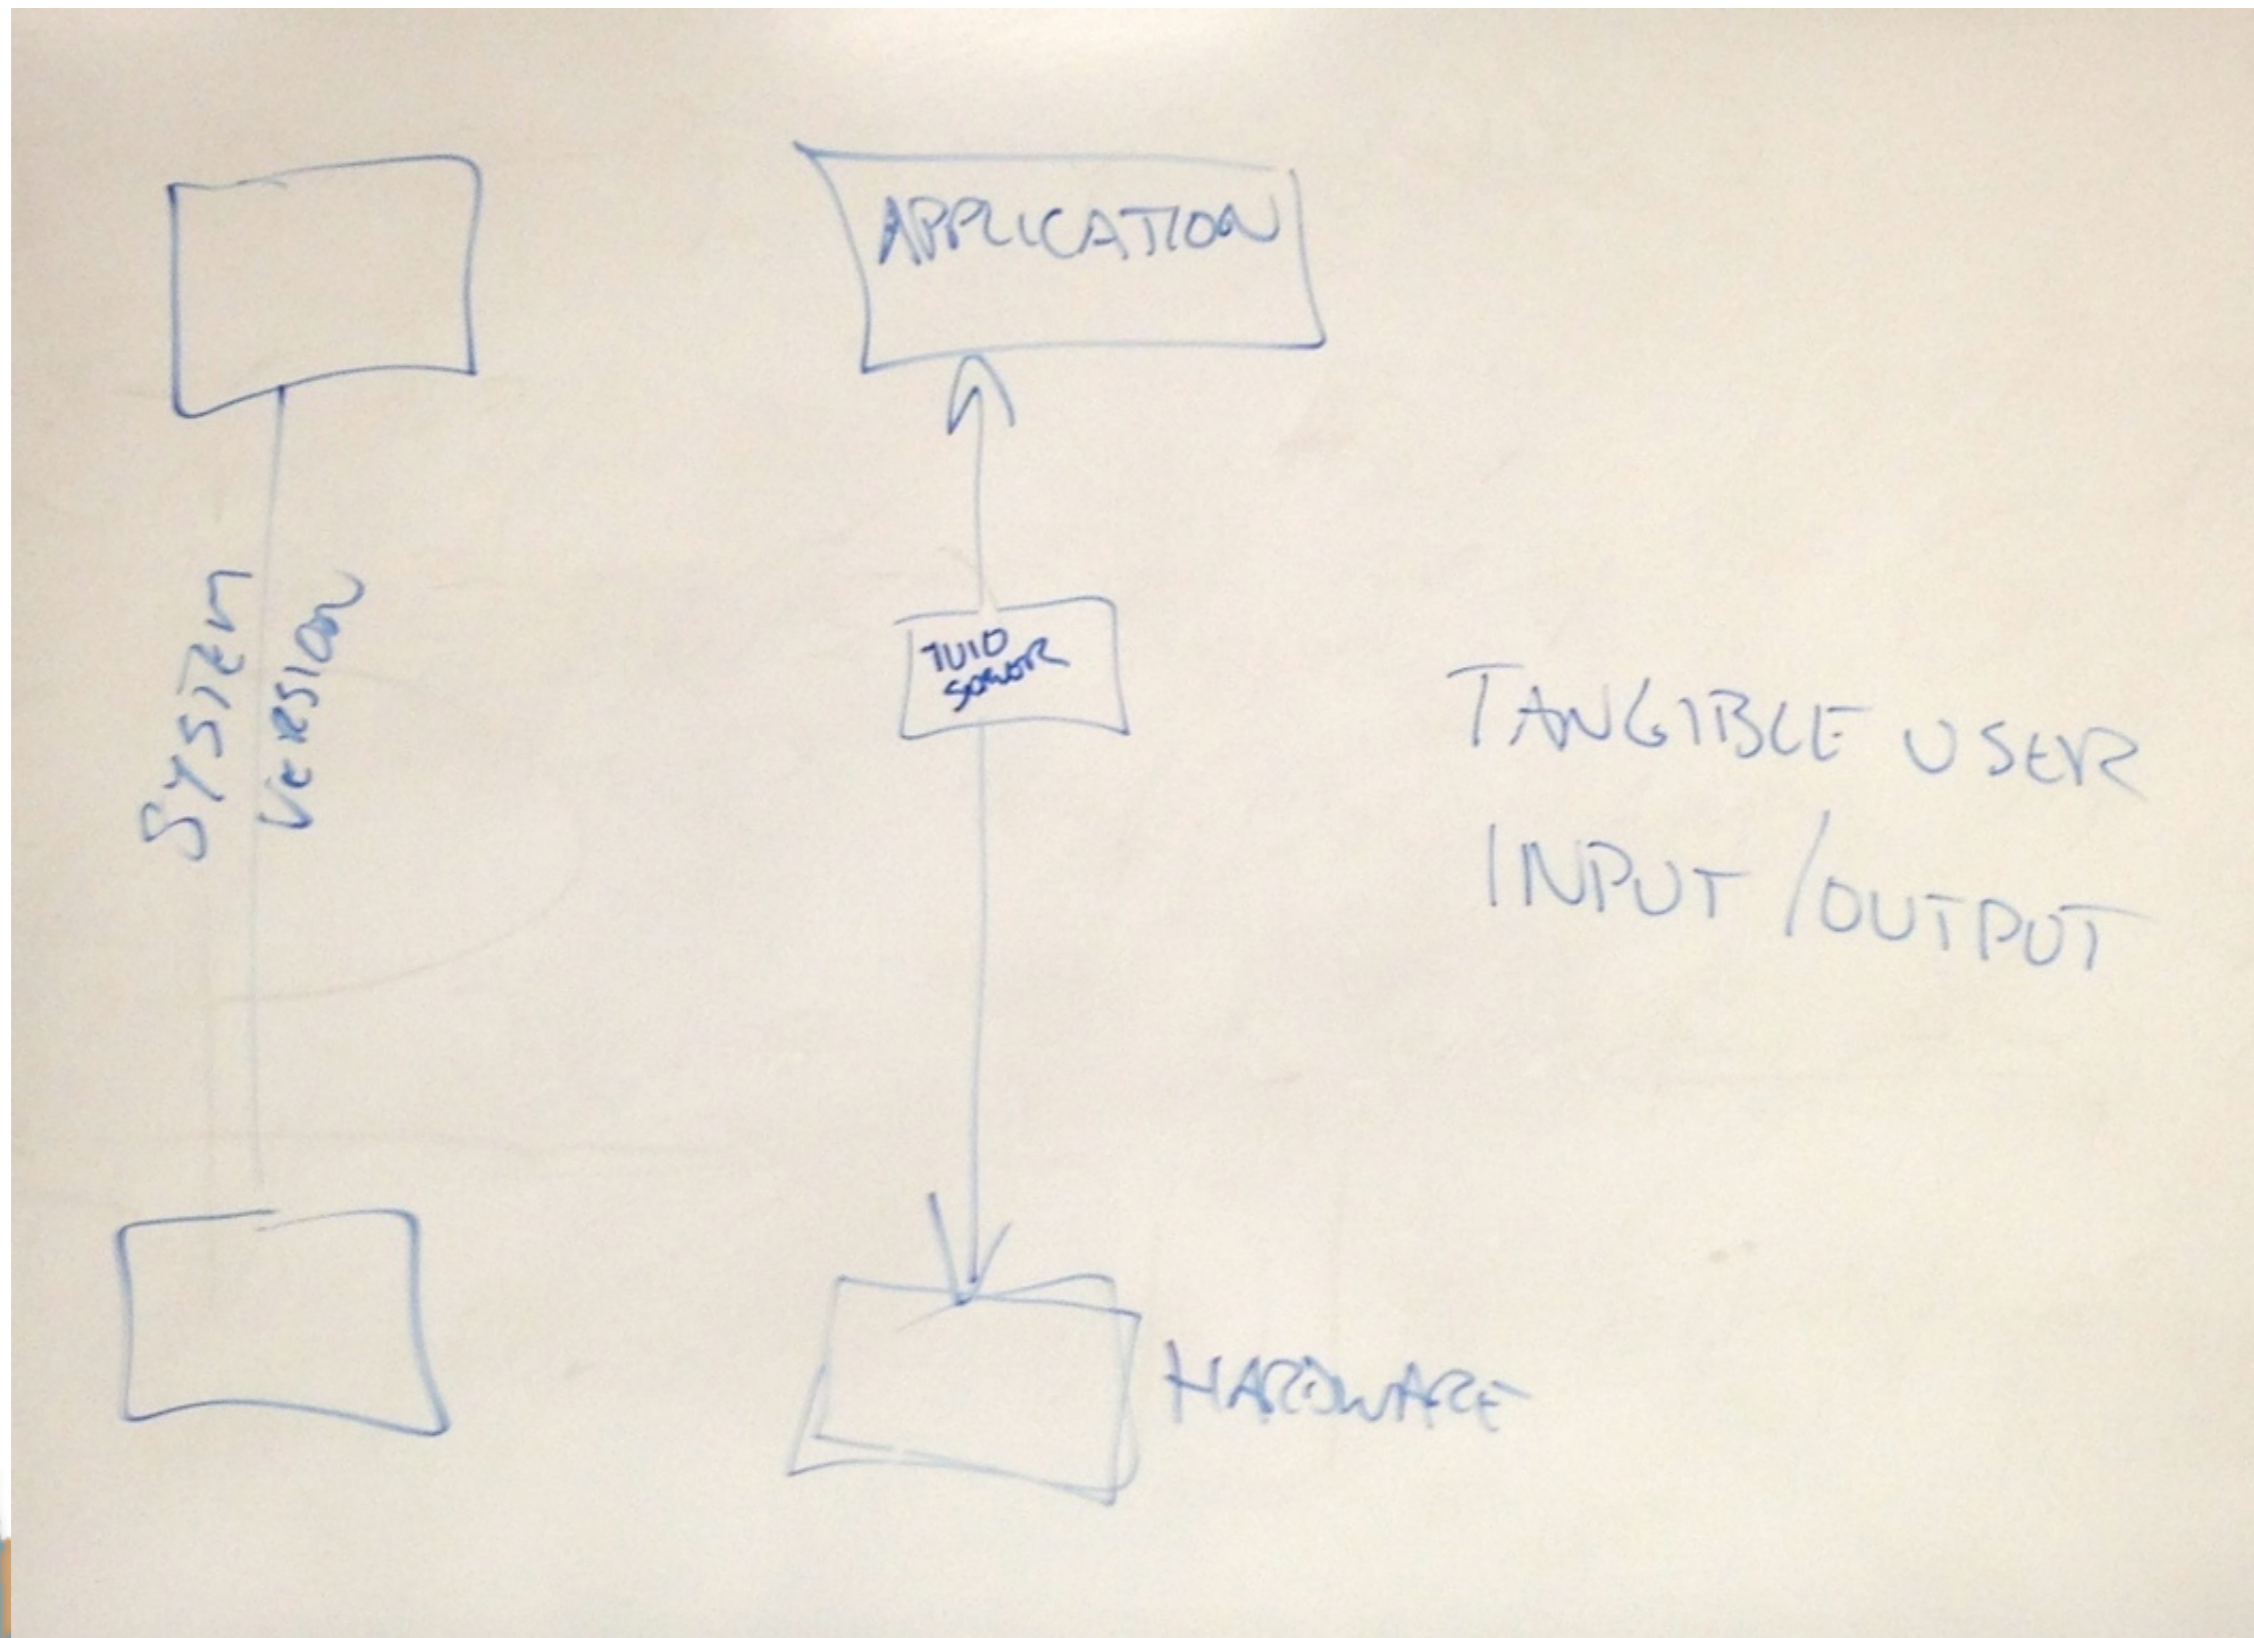 APPLICATION
System
Version
TUIO
SERVER
TANGIBLE USER
INPUT/OUTPUT
HARDWARE